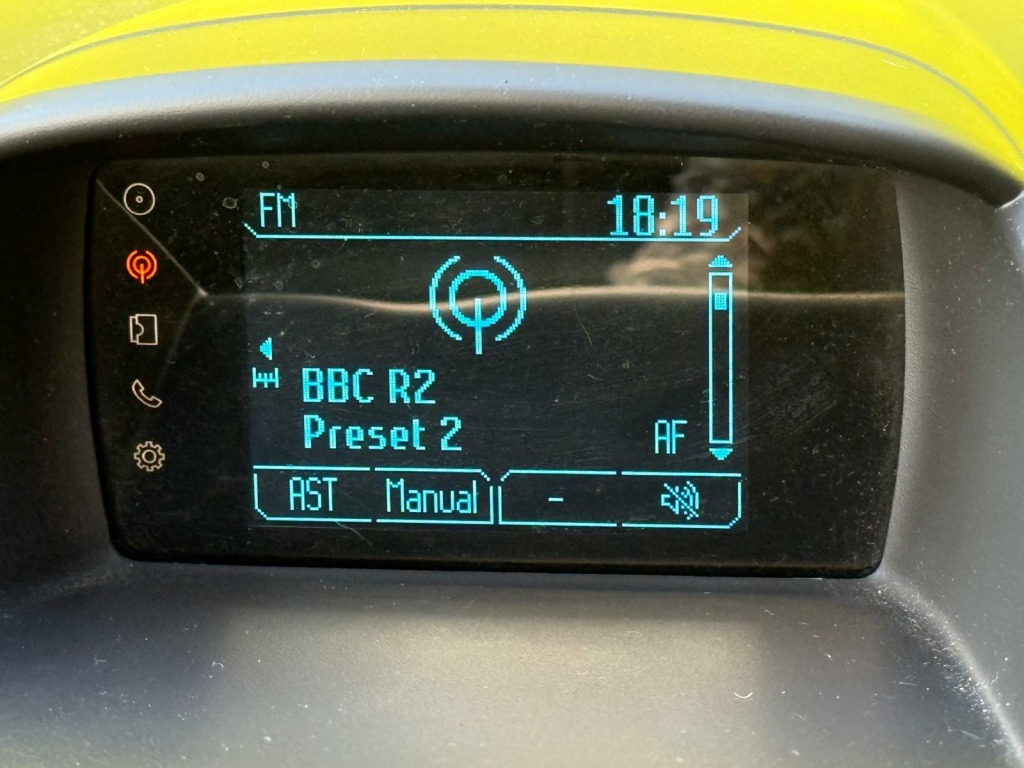 FM 18:19
BBC R2
Preset 2 AF
AST Manual -